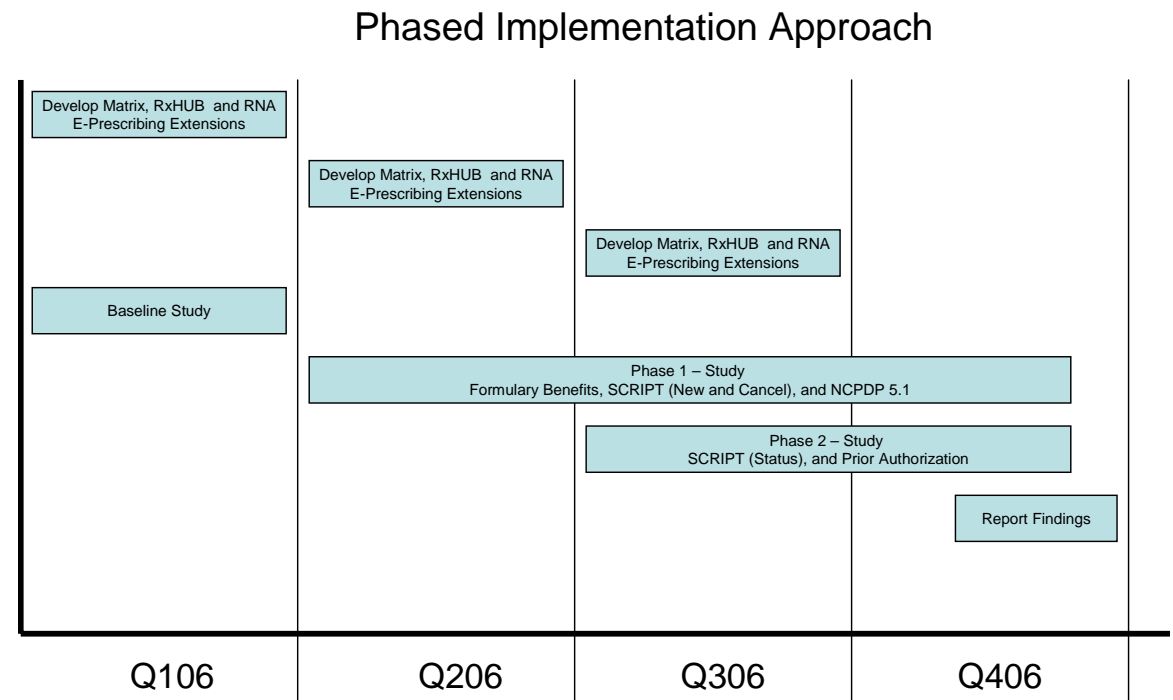 Phased Implementation Approach
Develop Matrix, RxHUB and RNA
E-Prescribing Extensions
Develop Matrix, RxHUB and RNA
E-Prescribing Extensions
Develop Matrix, RxHUB and RNA
E-Prescribing Extensions
Baseline Study
Phase 1 – Study
Formulary Benefits, SCRIPT (New and Cancel), and NCPDP 5.1
Phase 2 – Study
SCRIPT (Status), and Prior Authorization
Report Findings
Q106
Q206
Q306
Q406